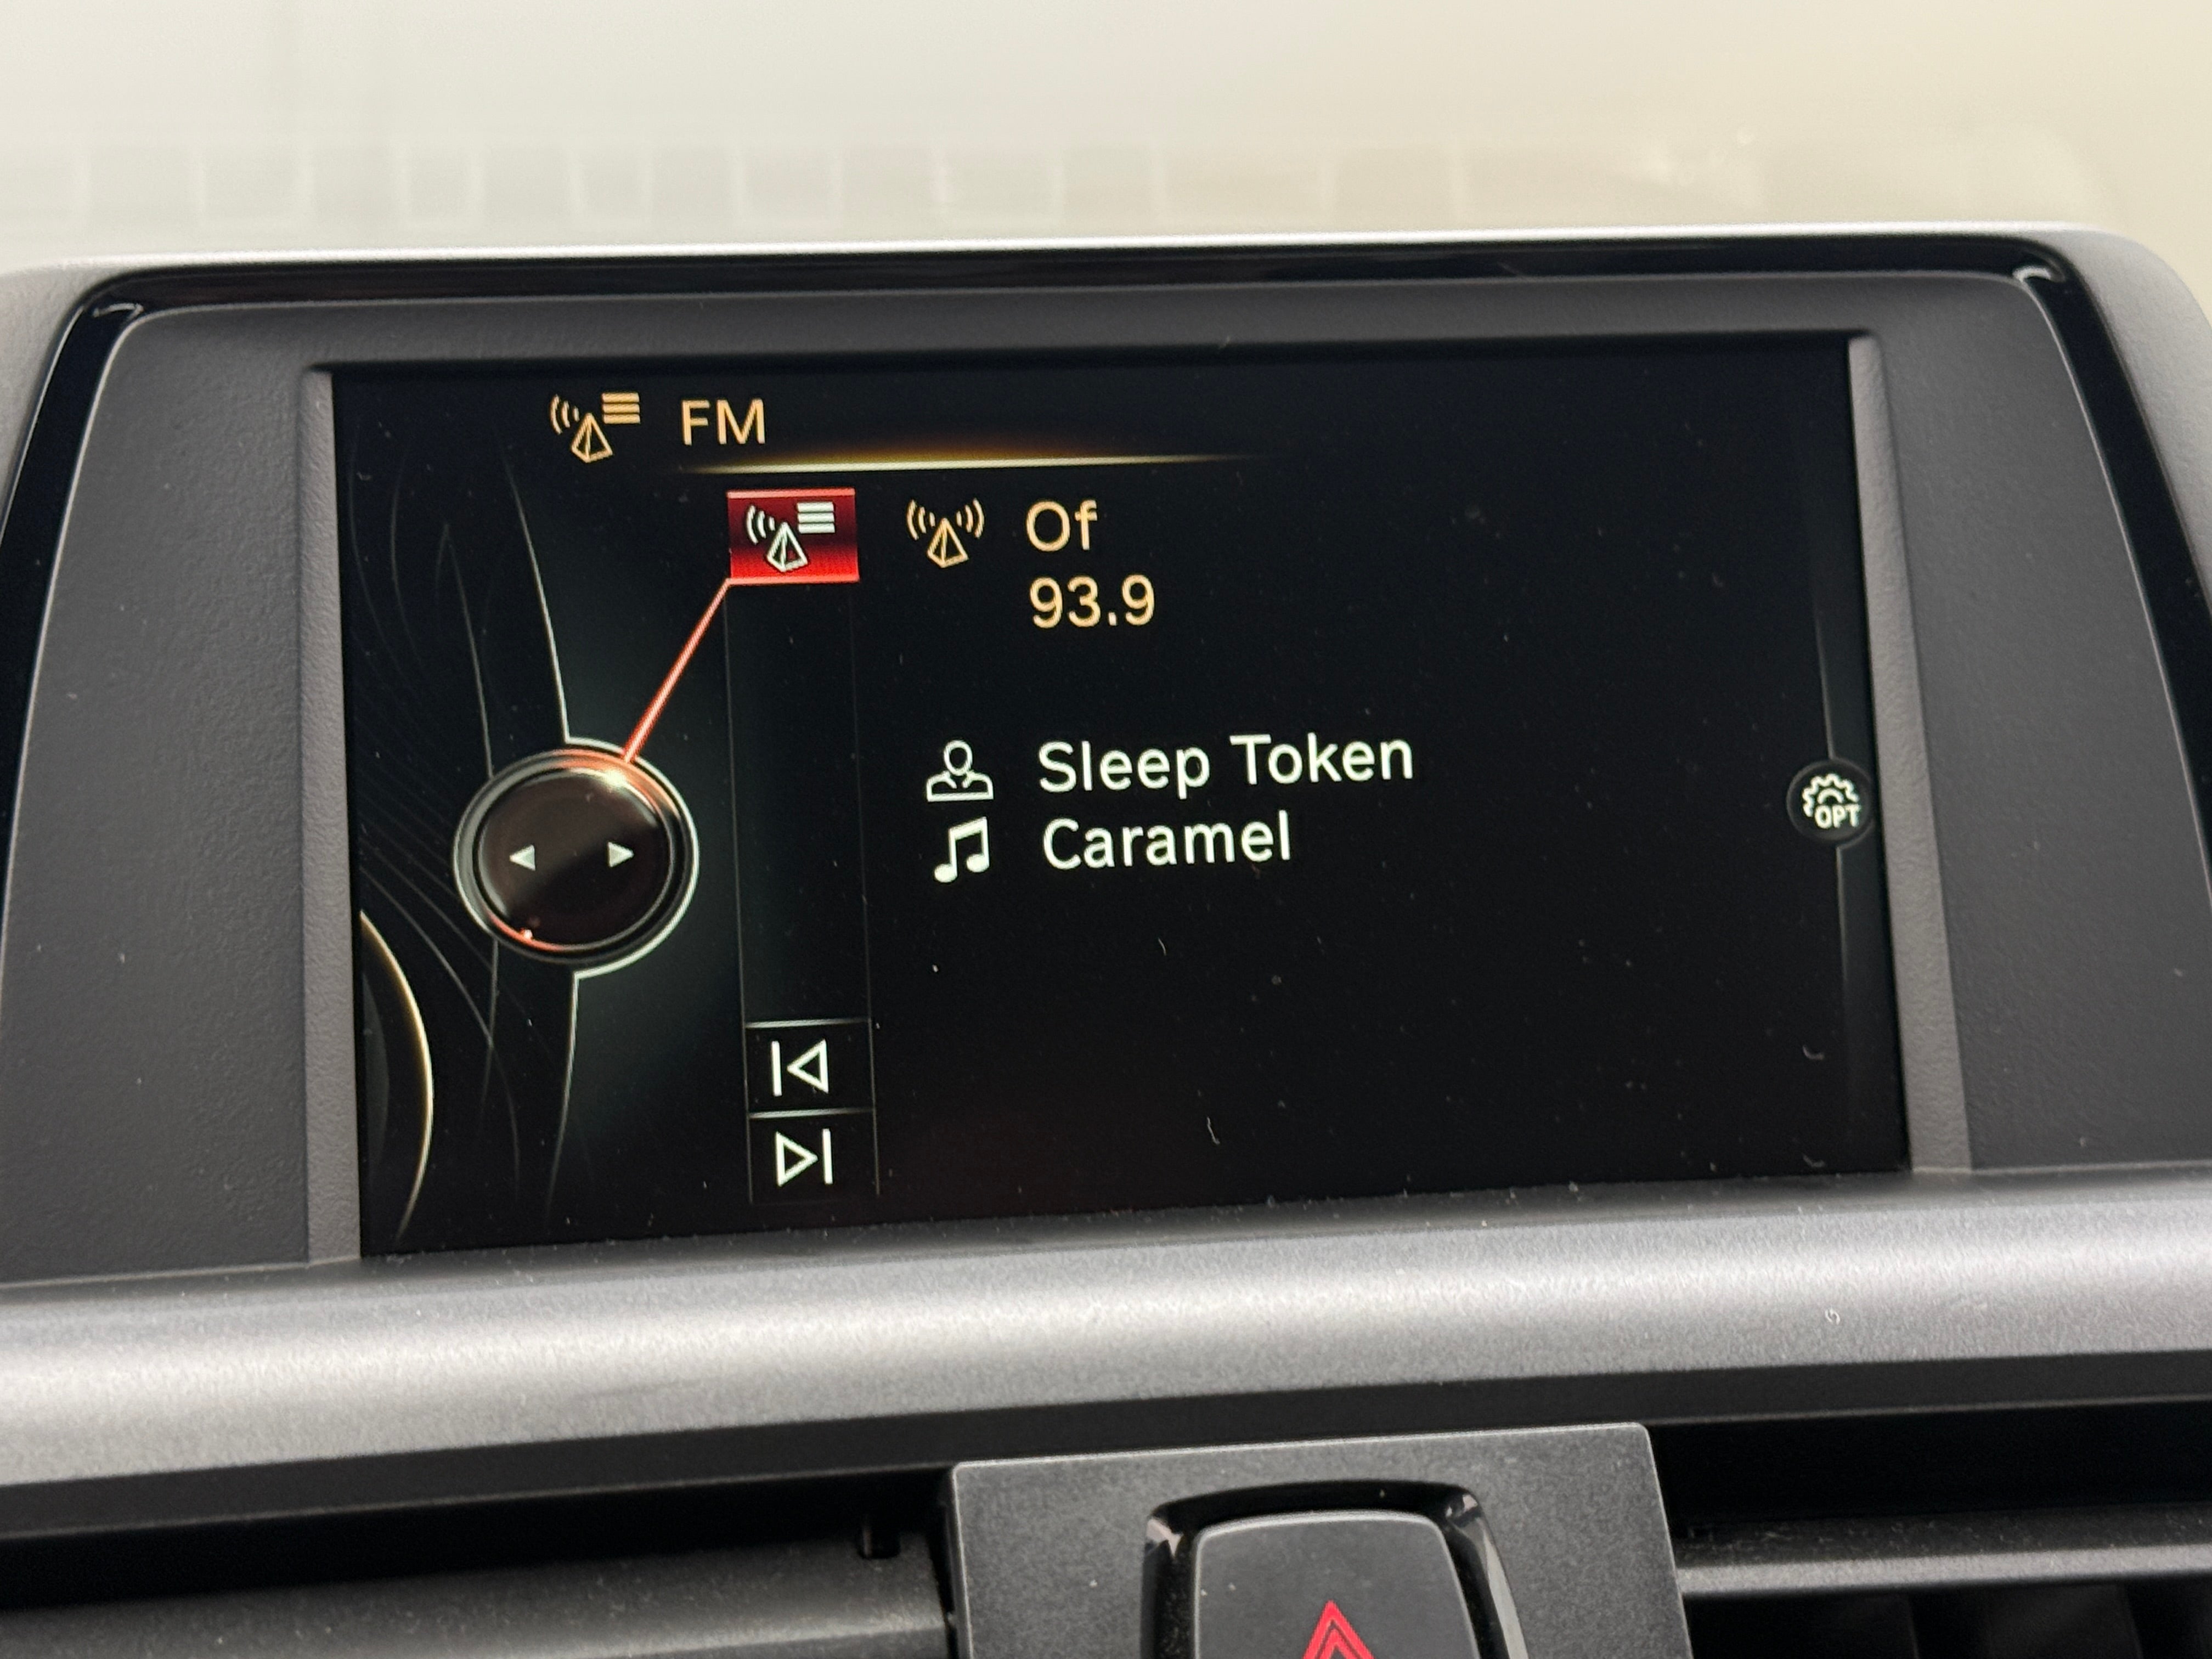 FM
Of
93.9
Sleep Token
Caramel
OPT